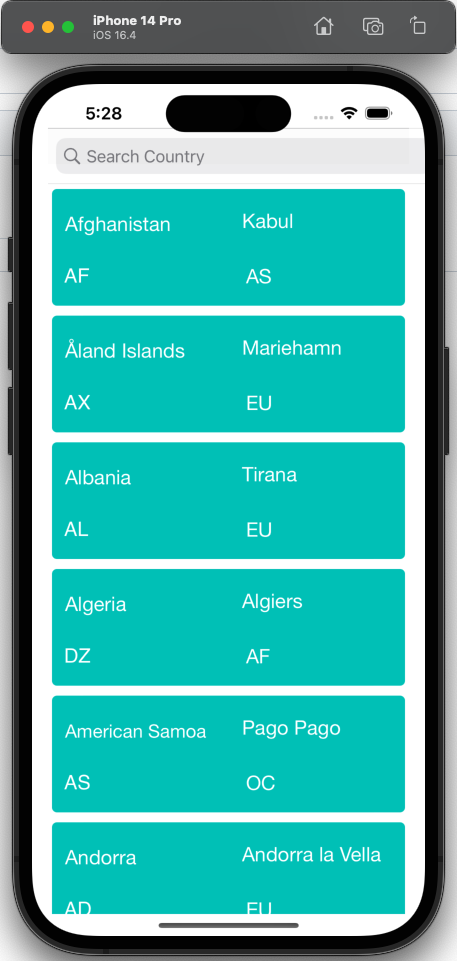 iPhone 14 Pro
iOS 16.4
5:28
Search Country
Afghanistan Kabul
AF AS
Åland Islands Mariehamn
AX EU
Albania Tirana
AL EU
Algeria Algiers
DZ AF
American Samoa Pago Pago
AS OC
Andorra Andorra la Vella
AD EU